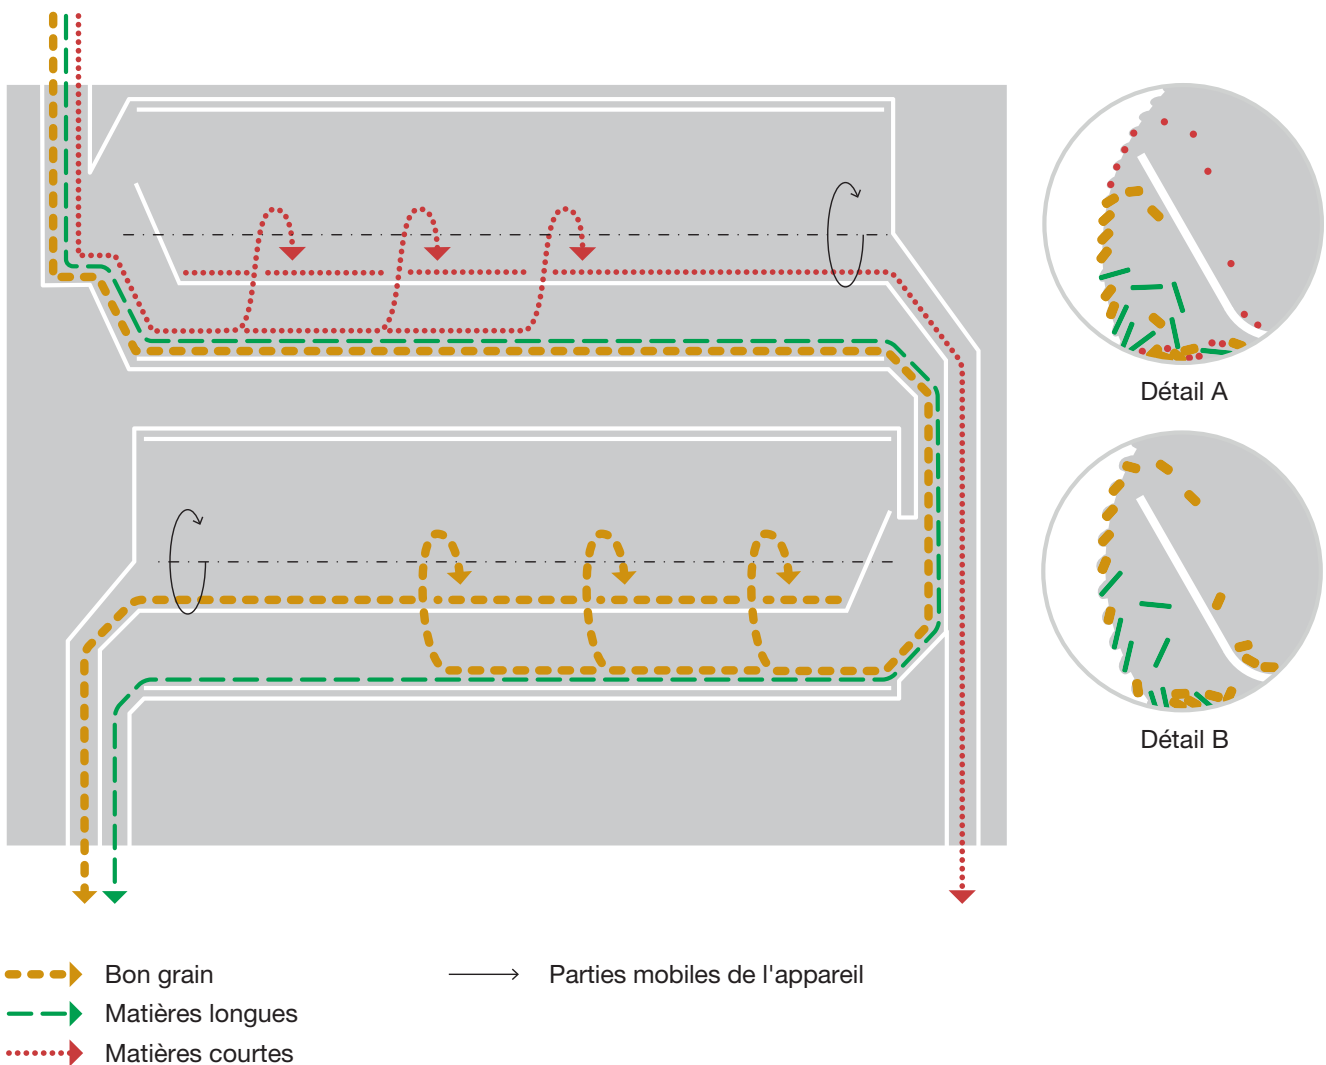 Détail A
Détail B
Bon grain
Parties mobiles de l'appareil
Matières longues
Matières courtes